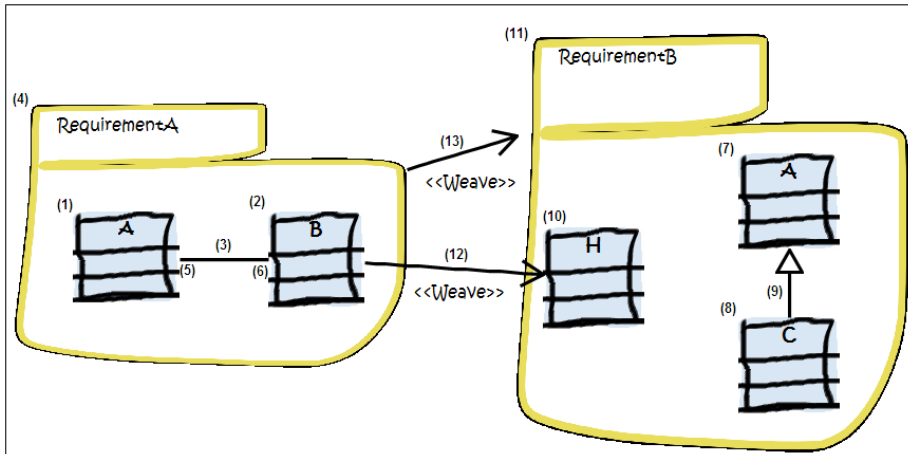 (4)
RequirementA
(1)
A
(2)
B
(3)
(5)
(6)
(13)
<<Weave>>
(12)
<<Weave>>
(11)
RequirementB
(7)
A
(10)
H
(9)
(8)
C